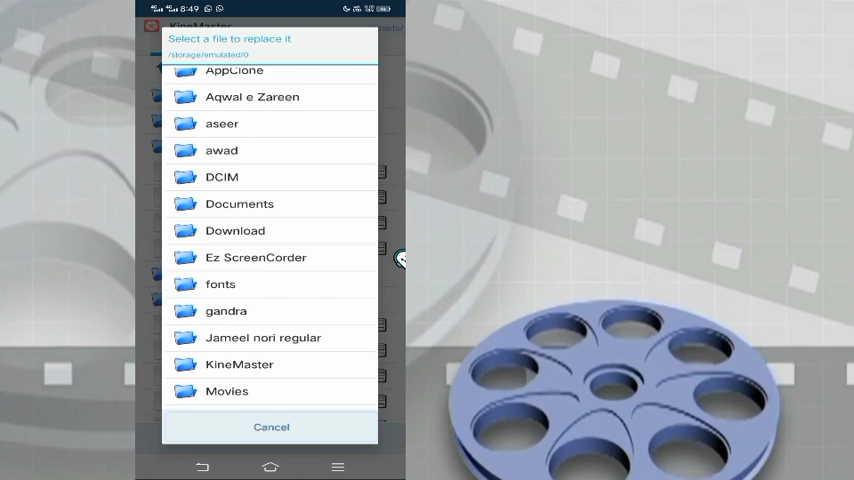 8:49
KineMaster
assets/
Select a file to replace it
/storage/emulated/0
AppClone
Aqwal e Zareen
aseer
awad
DCIM
Documents
Download
Ez ScreenCorder
fonts
gandra
Jameel nori regular
KineMaster
Movies
Cancel